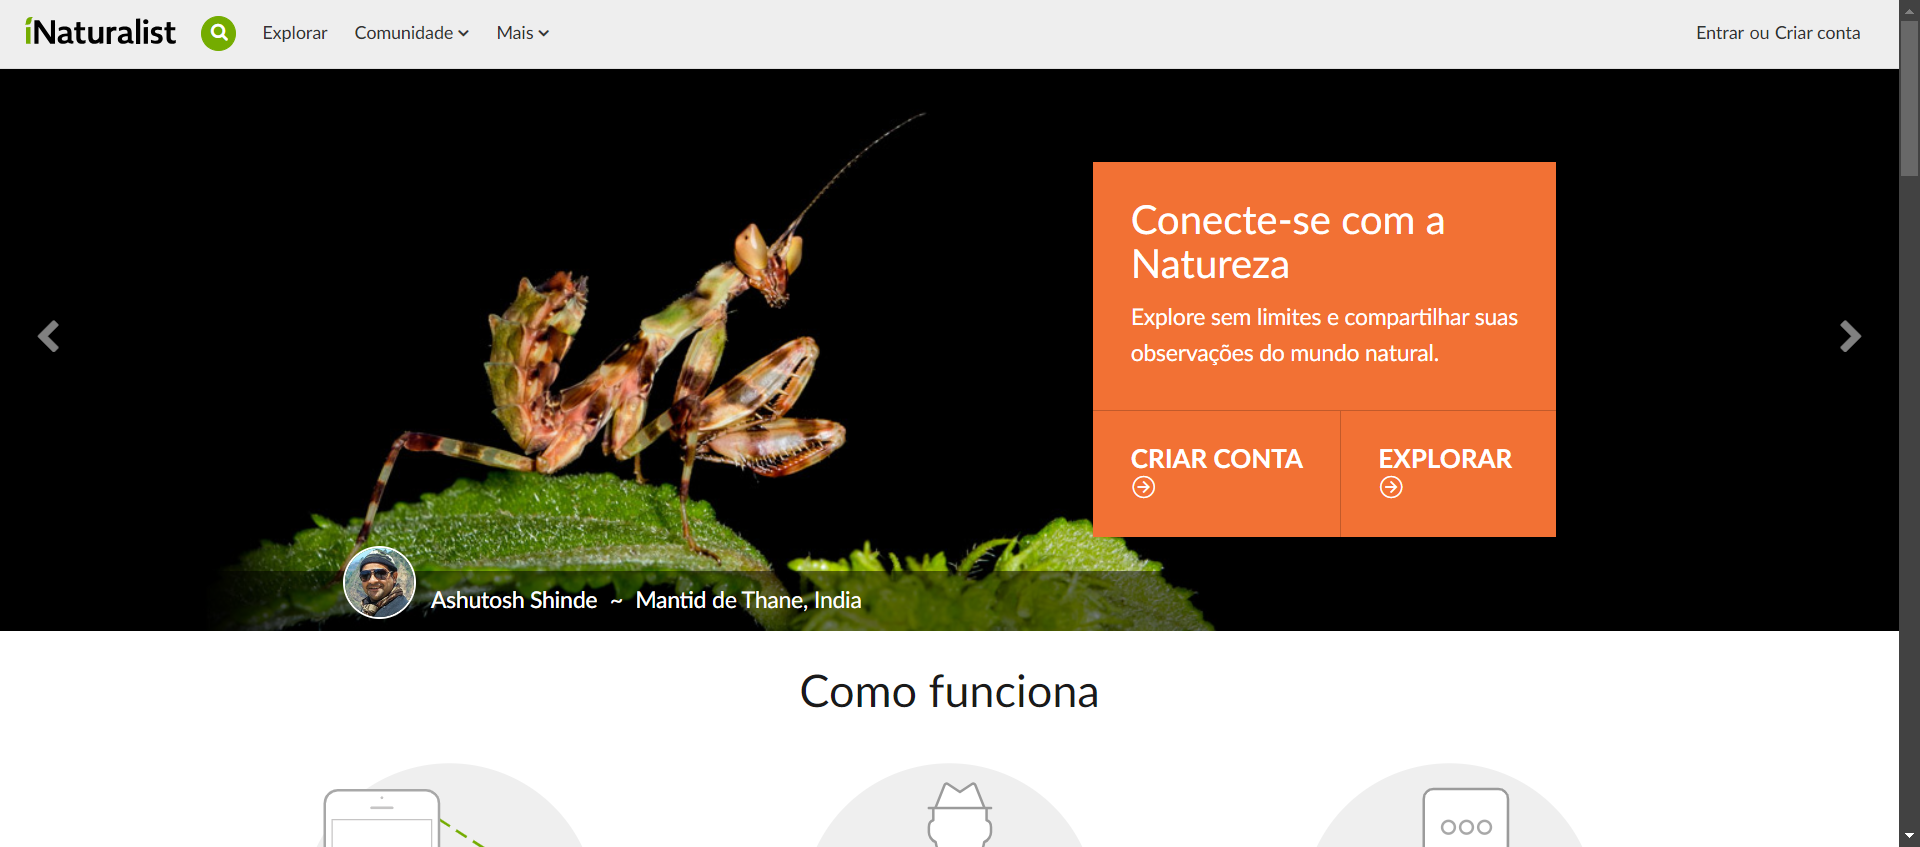 iNaturalist
Explorar
Comunidade
Mais
Entrar ou Criar conta
Conecte-se com a
Natureza
Explore sem limites e compartilhar suas
observações do mundo natural.
CRIAR CONTA
EXPLORAR
Ashutosh Shinde ~ Mantid de Thane, India
Como funciona